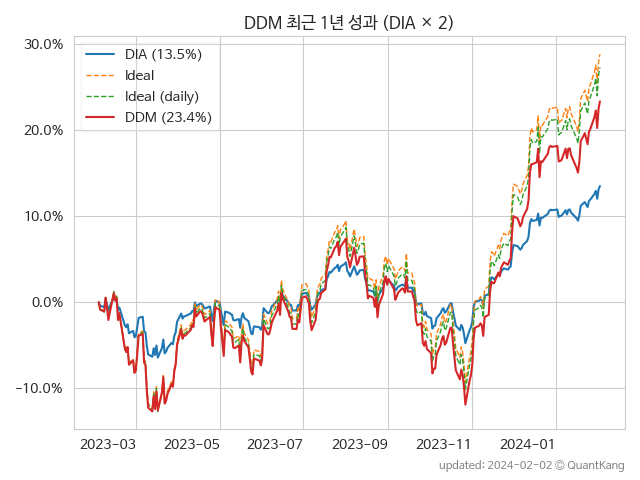 DDM 최근 1년 성과 (DIA × 2)
30.0%
20.0%
10.0%
0.0%
−10.0%
DIA (13.5%)
Ideal
Ideal (daily)
DDM (23.4%)
2023-03
2023-05
2023-07
2023-09
2023-11
2024-01
updated: 2024-02-02 © QuantKang